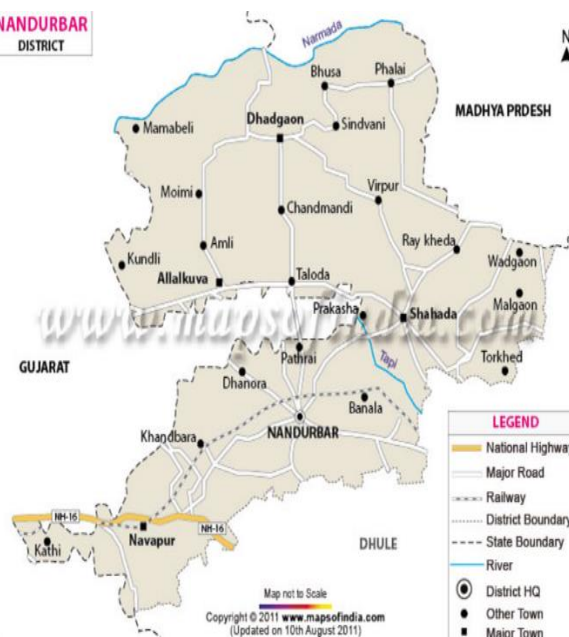 NANDURBAR
DISTRICT
N
Narmada
Bhusa
Phalai
MADHYA PRDESH
Mamabeli
Dhadgaon
Sindvani
Moimi
Virpur
Chandmandi
Amli
Ray kheda
Kundli
Wadgaon
Allalkuva
Taloda
Malgaon
Prakasha
Shahada
www.mapsofindia.com
GUJARAT
Pathrai
Tapi
Torkhed
Dhanora
Banala
NANDURBAR
Khandbara
NH-16
NH-16
Kathi
Navapur
DHULE
LEGEND
National Highway
Major Road
Railway
District Boundary
State Boundary
River
District HQ
Other Town
Major Town
Map not to Scale
Copyright © 2011 www.mapsofindia.com
(Updated on 10th August 2011)